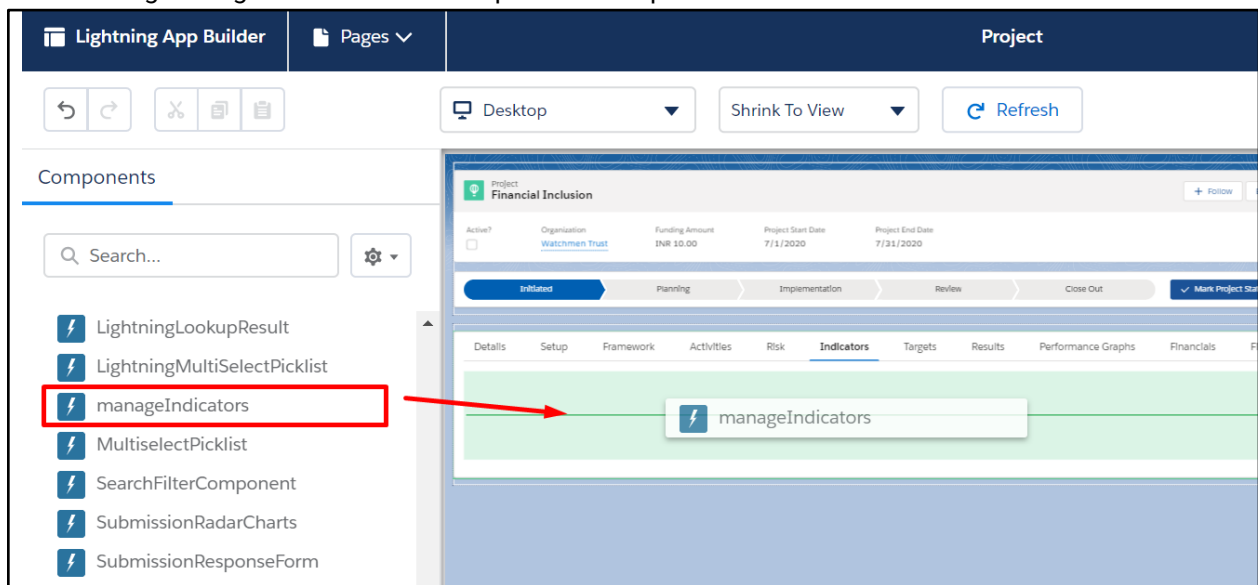 Lightning App Builder
Pages
Project
Desktop
Shrink To View
Refresh
Components
Search...
LightningLookupResult
LightningMultiSelectPicklist
manageIndicators
MultiselectPicklist
SearchFilterComponent
SubmissionRadarCharts
SubmissionResponseForm
Project
Financial Inclusion
+ Follow
Active?
Organization
Watchmen Trust
Funding Amount
INR 10.00
Project Start Date
7/1/2020
Project End Date
7/31/2020
Initiated
Planning
Implementation
Review
Close Out
Mark Project Stat
Details
Setup
Framework
Activities
Risk
Indicators
Targets
Results
Performance Graphs
Financials
manageIndicators